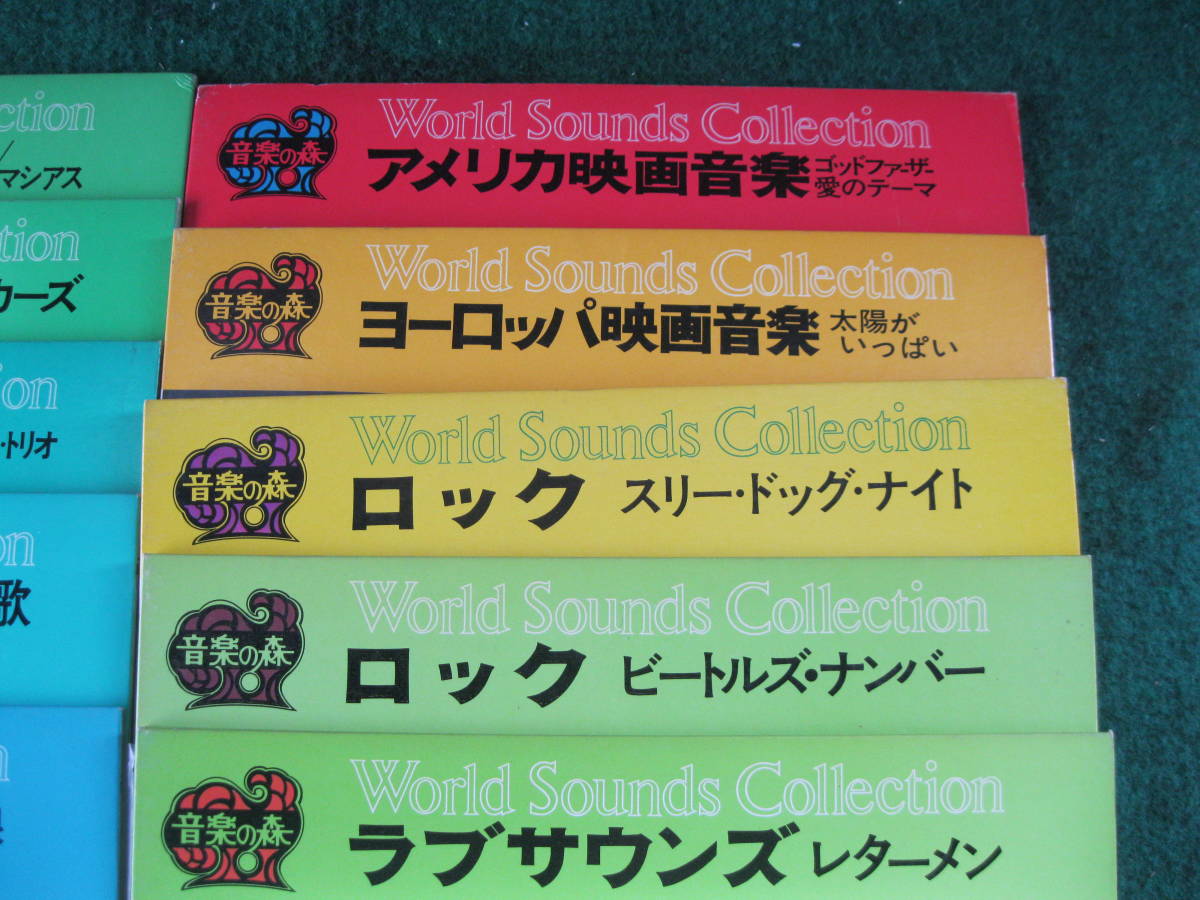 ction
/
マシアス
tion
カーズ
ion
・トリオ
on
歌
n
World Sounds Collection
音楽の森
アメリカ映画音楽
ゴッドファーザー
愛のテーマ
World Sounds Collection
音楽の森
ヨーロッパ映画音楽
太陽が
いっぱい
World Sounds Collection
音楽の森
ロック スリー・ドッグ・ナイト
World Sounds Collection
音楽の森
ロック ビートルズ・ナンバー
World Sounds Collection
音楽の森
ラブサウンズ レターメン